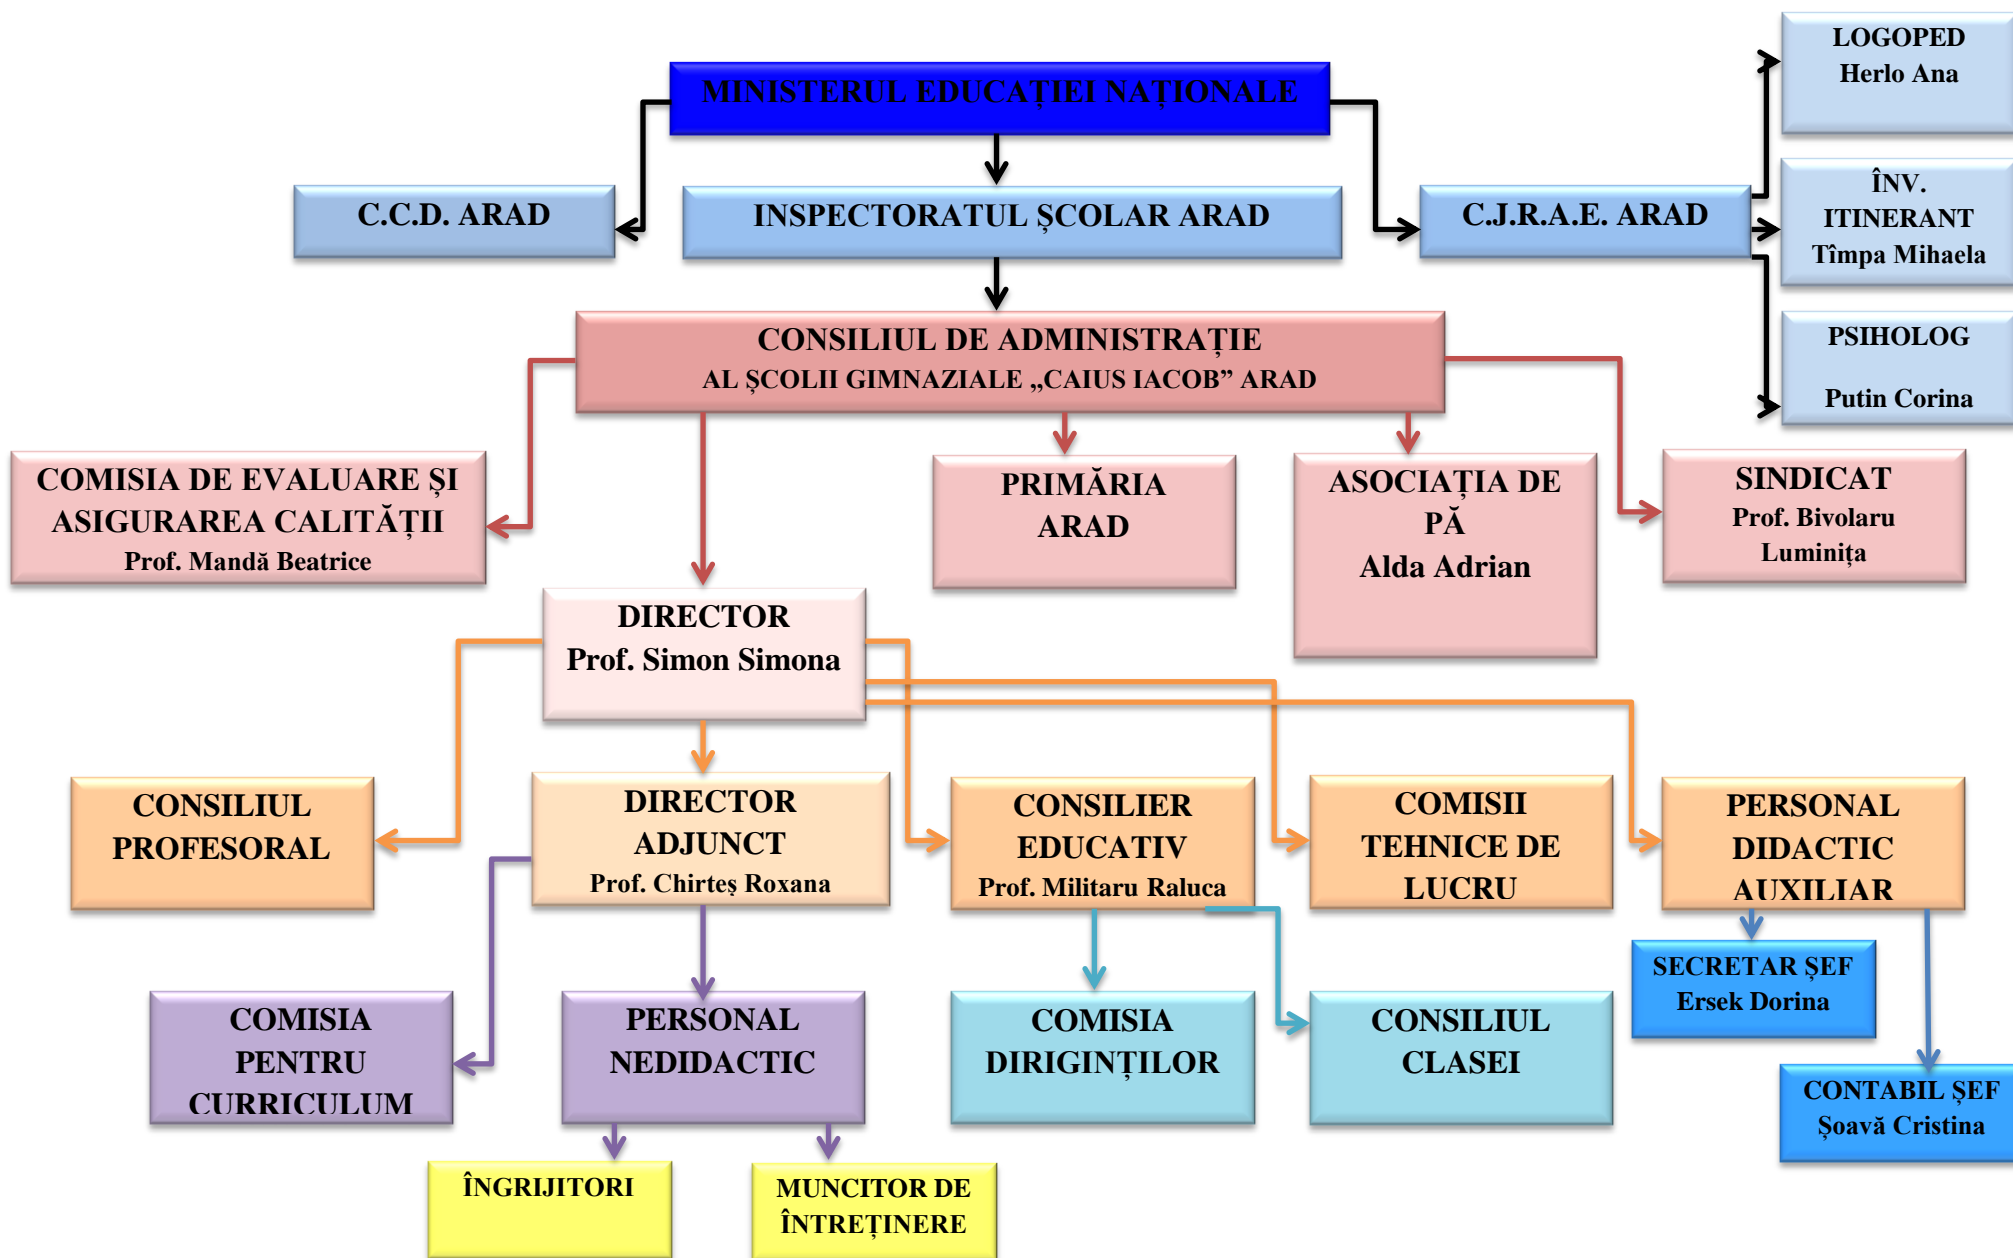 LOGOPED
Herlo Ana
MINISTERUL EDUCAȚIEI NAȚIONALE
C.C.D. ARAD
INSPECTORATUL ȘCOLAR ARAD
C.J.R.A.E. ARAD
ÎNV.
ITINERANT
Tîmpa Mihaela
PSIHOLOG
Putin Corina
CONSILIUL DE ADMINISTRAȚIE
AL ȘCOLII GIMNAZIALE „CAIUS IACOB” ARAD
COMISIA DE EVALUARE ȘI
ASIGURAREA CALITĂȚII
Prof. Mandă Beatrice
PRIMĂRIA
ARAD
ASOCIAȚIA DE
PĂ
Alda Adrian
SINDICAT
Prof. Bivolaru
Luminița
DIRECTOR
Prof. Simon Simona
CONSILIUL
PROFESORAL
DIRECTOR
ADJUNCT
Prof. Chirteș Roxana
CONSILIER
EDUCATIV
Prof. Militaru Raluca
COMISII
TEHNICE DE
LUCRU
PERSONAL
DIDACTIC
AUXILIAR
SECRETAR ȘEF
Ersek Dorina
CONTABIL ȘEF
Șoavă Cristina
COMISIA
PENTRU
CURRICULUM
PERSONAL
NEDIDACTIC
COMISIA
DIRIGINȚILOR
CONSILIUL
CLASEI
ÎNGRIJITORI
MUNCITOR DE
ÎNTREȚINERE